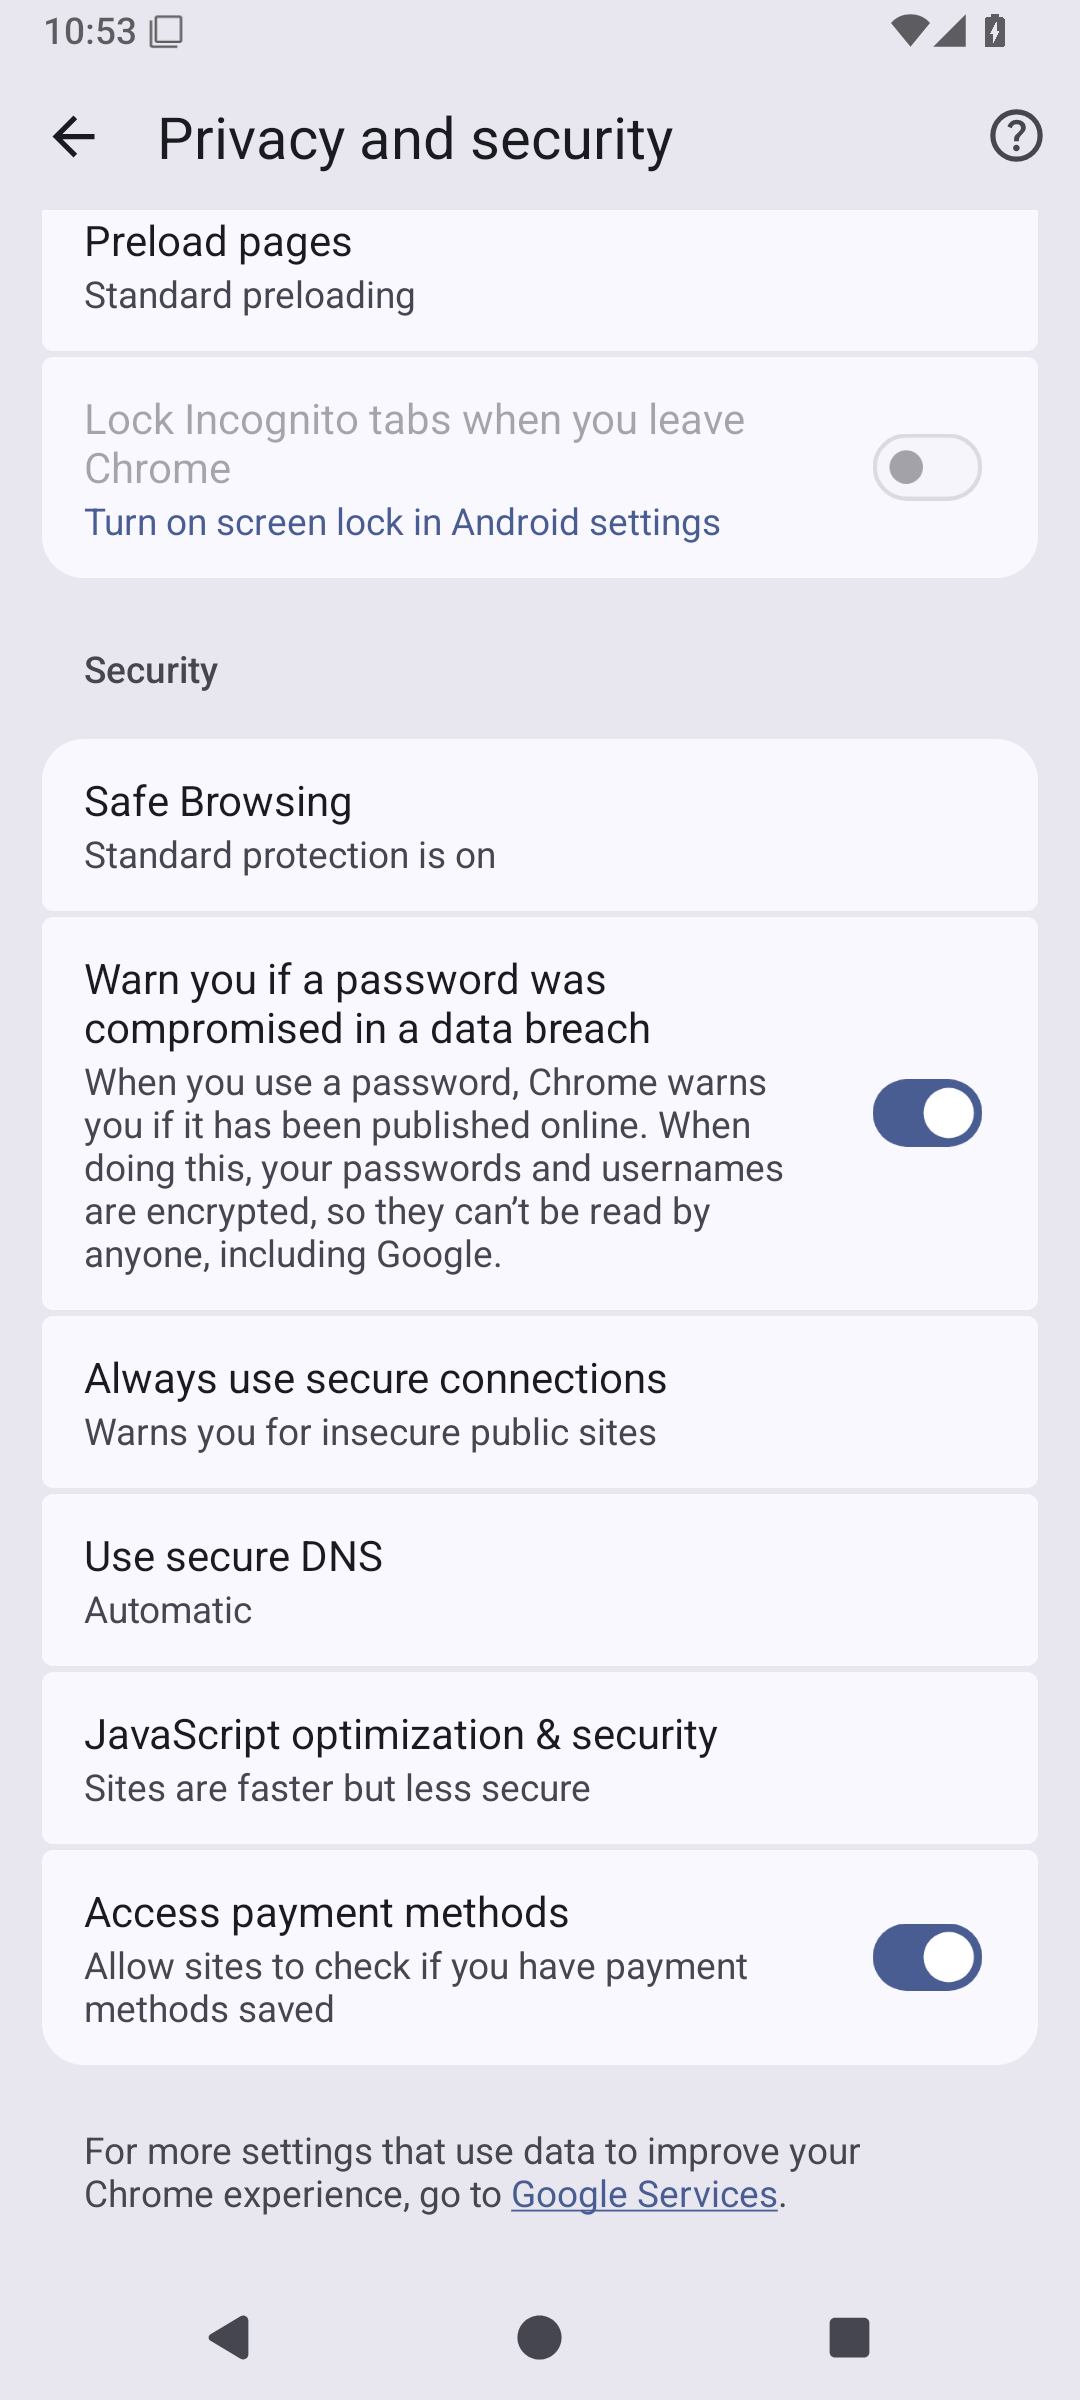 10:53
Privacy and security
Preload pages
Standard preloading
Lock Incognito tabs when you leave
Chrome
Turn on screen lock in Android settings
Security
Safe Browsing
Standard protection is on
Warn you if a password was
compromised in a data breach
When you use a password, Chrome warns
you if it has been published online. When
doing this, your passwords and usernames
are encrypted, so they can’t be read by
anyone, including Google.
Always use secure connections
Warns you for insecure public sites
Use secure DNS
Automatic
JavaScript optimization & security
Sites are faster but less secure
Access payment methods
Allow sites to check if you have payment
methods saved
For more settings that use data to improve your
Chrome experience, go to Google Services.